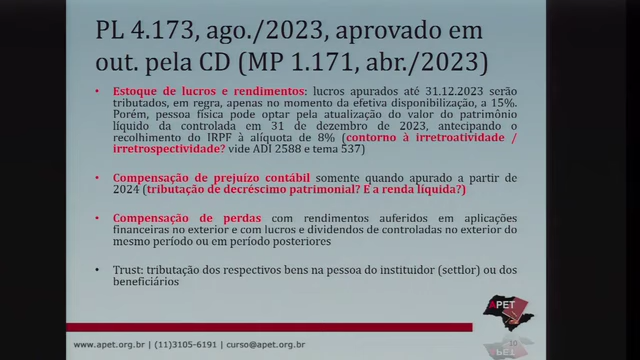 PL 4.173, ago./2023, aprovado em
out. pela CD (MP 1.171, abr./2023)
• Estoque de lucros e rendimentos: lucros apurados até 31.12.2023 serão
tributados, em regra, apenas no momento da efetiva disponibilização, a 15%.
Porém, pessoa física pode optar pela atualização do valor do patrimônio
líquido da controlada em 31 de dezembro de 2023, antecipando o
recolhimento do IRPF à alíquota de 8% (contorno à irretroatividade /
irretrospectividade? vide ADI 2588 e tema 537)
• Compensação de prejuízo contábil somente quando apurado a partir de
2024 (tributação de decréscimo patrimonial? E a renda líquida?)
• Compensação de perdas com rendimentos auferidos em aplicações
financeiras no exterior e com lucros e dividendos de controladas no exterior do
mesmo período ou em período posteriores
• Trust: tributação dos respectivos bens na pessoa do instituidor (settlor) ou dos
beneficiários
APET
www.apet.org.br | (11)3105-6191 | curso@apet.org.br
10